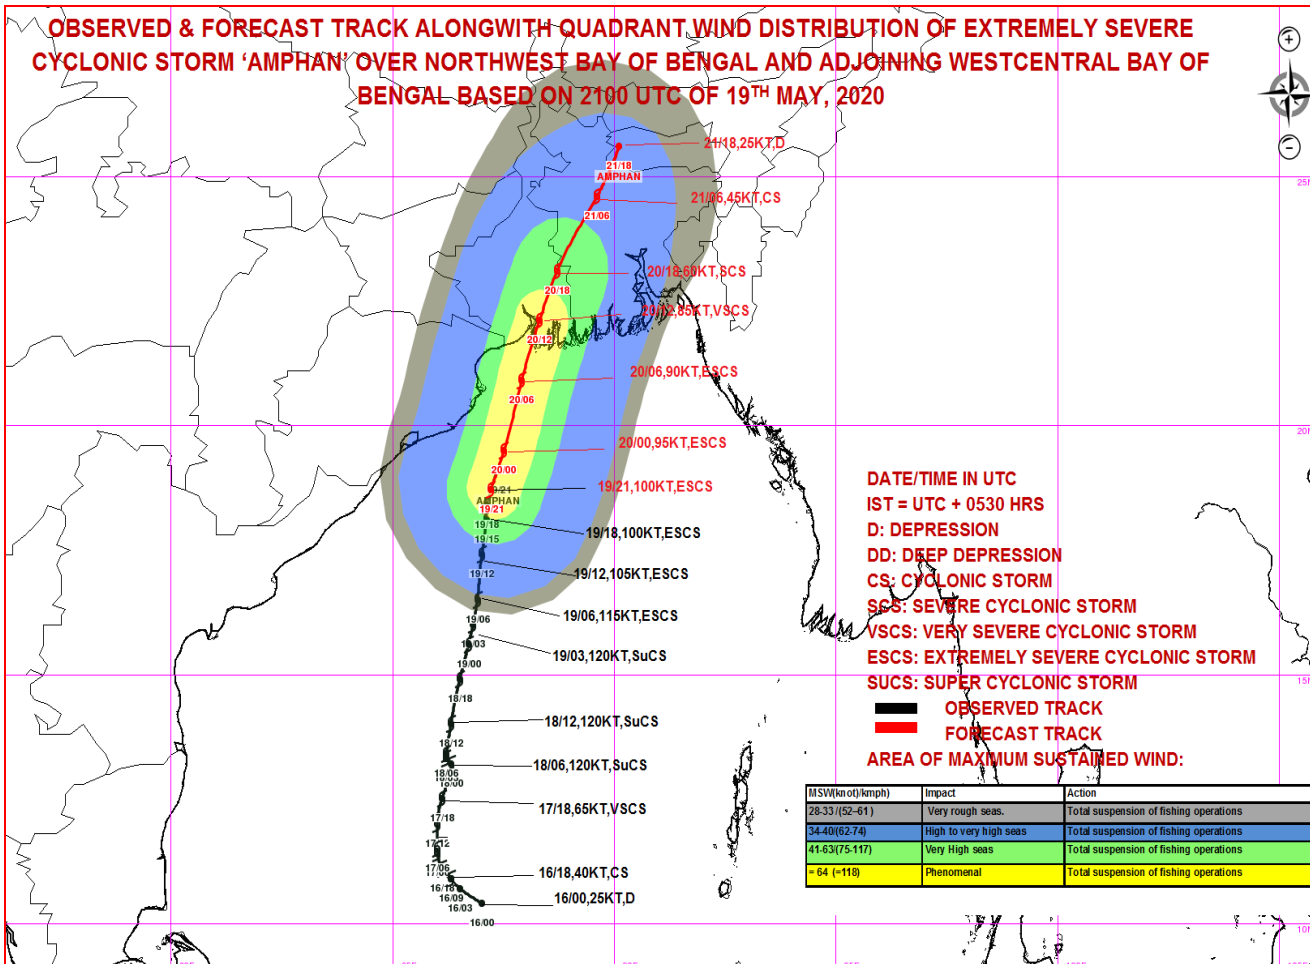 OBSERVED & FORECAST TRACK ALONGWITH QUADRANT WIND DISTRIBUTION OF EXTREMELY SEVERE
CYCLONIC STORM ‘AMPHAN’ OVER NORTHWEST BAY OF BENGAL AND ADJOINING WESTCENTRAL BAY OF
BENGAL BASED ON 2100 UTC OF 19TH MAY, 2020
21/18,25KT,D
21/18
AMPHAN
25N
21/06,45KT,CS
21/06
20/18,60KT,SCS
20/18
20/12,85KT,VSCS
20/12
20/06,90KT,ESCS
20/06
20N
20/00,95KT,ESCS
20/00
19/21,100KT,ESCS
19/21
AMPHAN
19/21
19/18
19/18,100KT,ESCS
19/15
19/12
19/12,105KT,ESCS
19/06,115KT,ESCS
19/06
19/03
19/03,120KT,SuCS
19/00
18/18
18/12,120KT,SuCS
18/12
18/06,120KT,SuCS
18/06
18/00
17/18,65KT,VSCS
17/18
17/12
17/06
16/18,40KT,CS
16/18
16/09
16/03
16/00,25KT,D
16/00
DATE/TIME IN UTC
IST = UTC + 0530 HRS
D: DEPRESSION
DD: DEEP DEPRESSION
CS: CYCLONIC STORM
SCS: SEVERE CYCLONIC STORM
VSCS: VERY SEVERE CYCLONIC STORM
ESCS: EXTREMELY SEVERE CYCLONIC STORM
SUCS: SUPER CYCLONIC STORM
15N
OBSERVED TRACK
FORECAST TRACK
AREA OF MAXIMUM SUSTAINED WIND:
MSW(knot)/kmph) Impact Action
28-33 /(52–61 ) Very rough seas. Total suspension of fishing operations
34-40/(62-74) High to very high seas Total suspension of fishing operations
41-63/(75-117) Very High seas Total suspension of fishing operations
= 64 (=118) Phenomenal Total suspension of fishing operations
10N